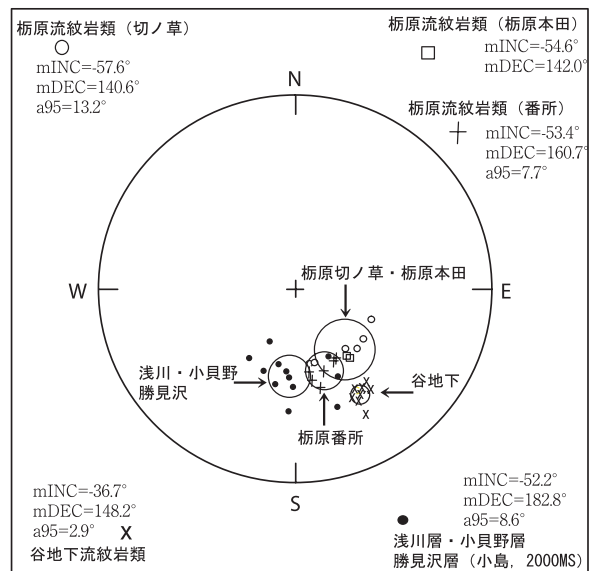 栃原流紋岩類（切ノ草）
mINC=-57.6°
mDEC=140.6°
a95=13.2°
栃原流紋岩類（栃原本田）
mINC=-54.6°
mDEC=142.0°
栃原流紋岩類（番所）
mINC=-53.4°
mDEC=160.7°
a95=7.7°
N
栃原切ノ草・栃原本田
W
E
浅川・小貝野
勝見沢
谷地下
栃原番所
S
mINC=-36.7°
mDEC=148.2°
a95=2.9°
谷地下流紋岩類
mINC=-52.2°
mDEC=182.8°
a95=8.6°
浅川層・小貝野層
勝見沢層（小島, 2000MS）